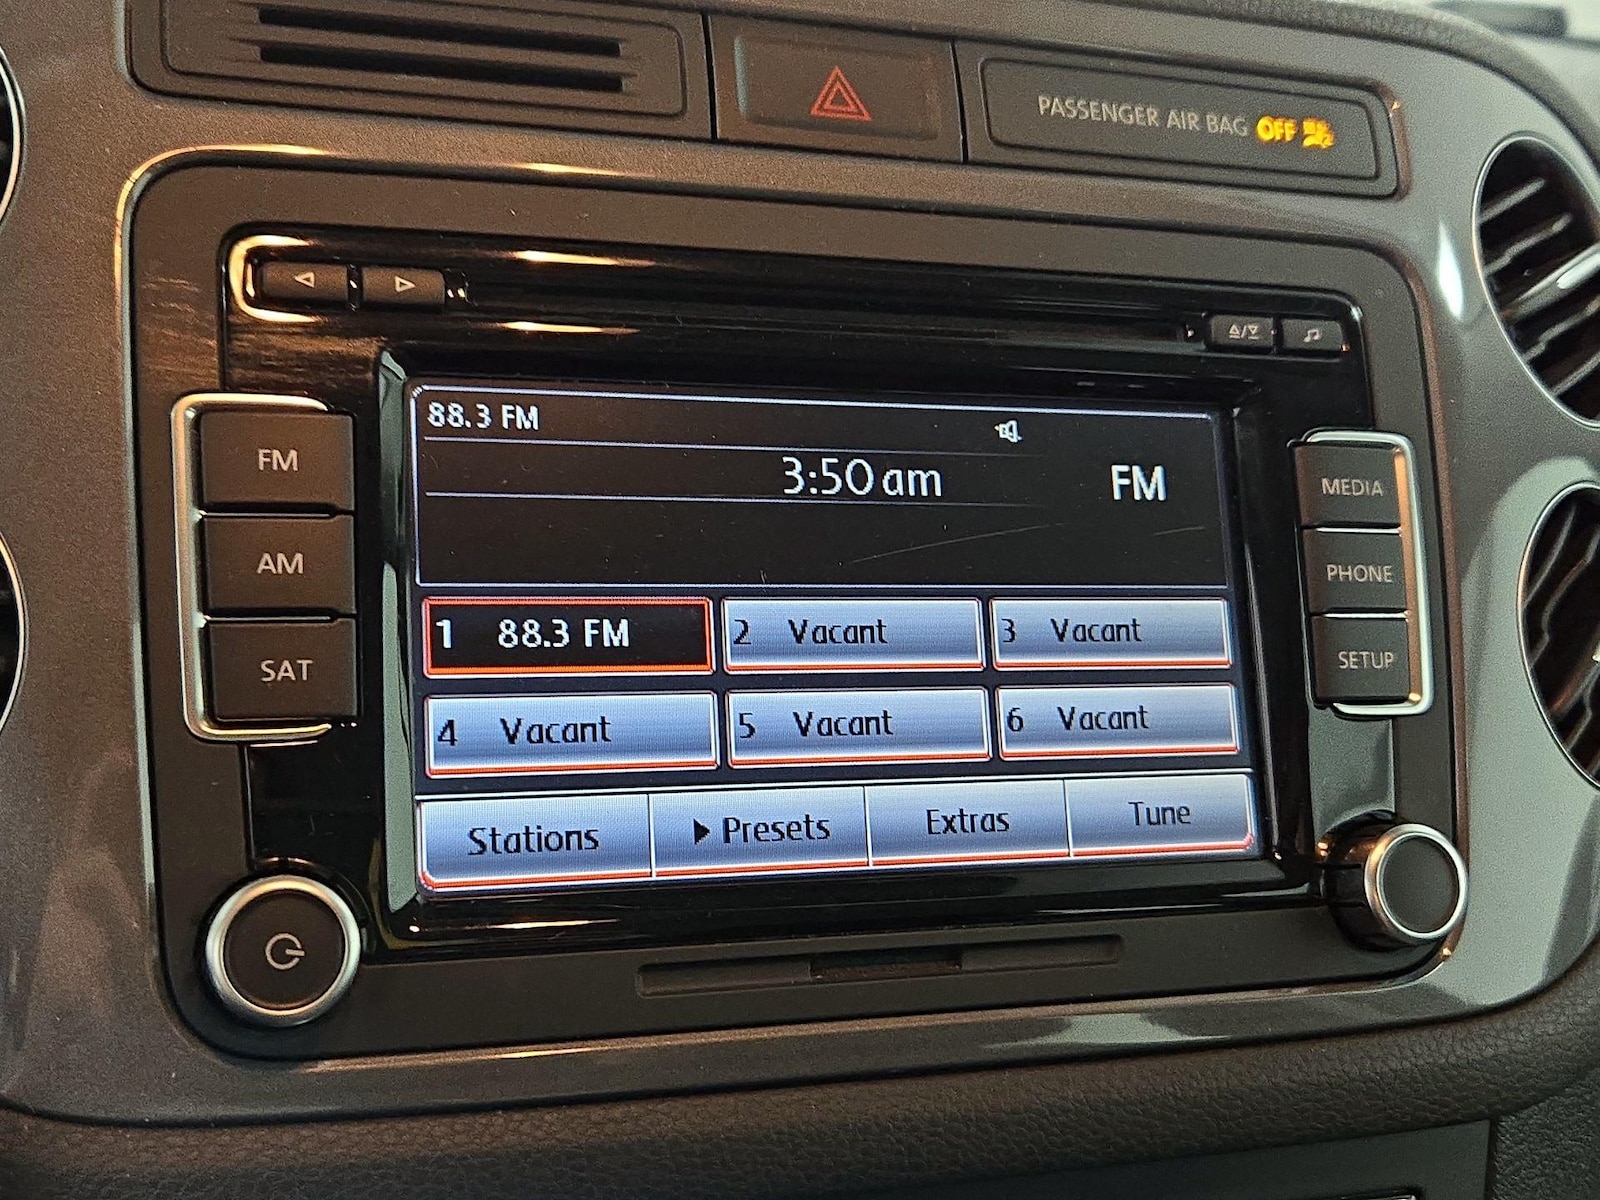 PASSENGER AIR BAG OFF
88.3 FM
3:50 am
FM
FM
AM
SAT
MEDIA
PHONE
SETUP
1 88.3 FM
2 Vacant
3 Vacant
4 Vacant
5 Vacant
6 Vacant
Stations
Presets
Extras
Tune